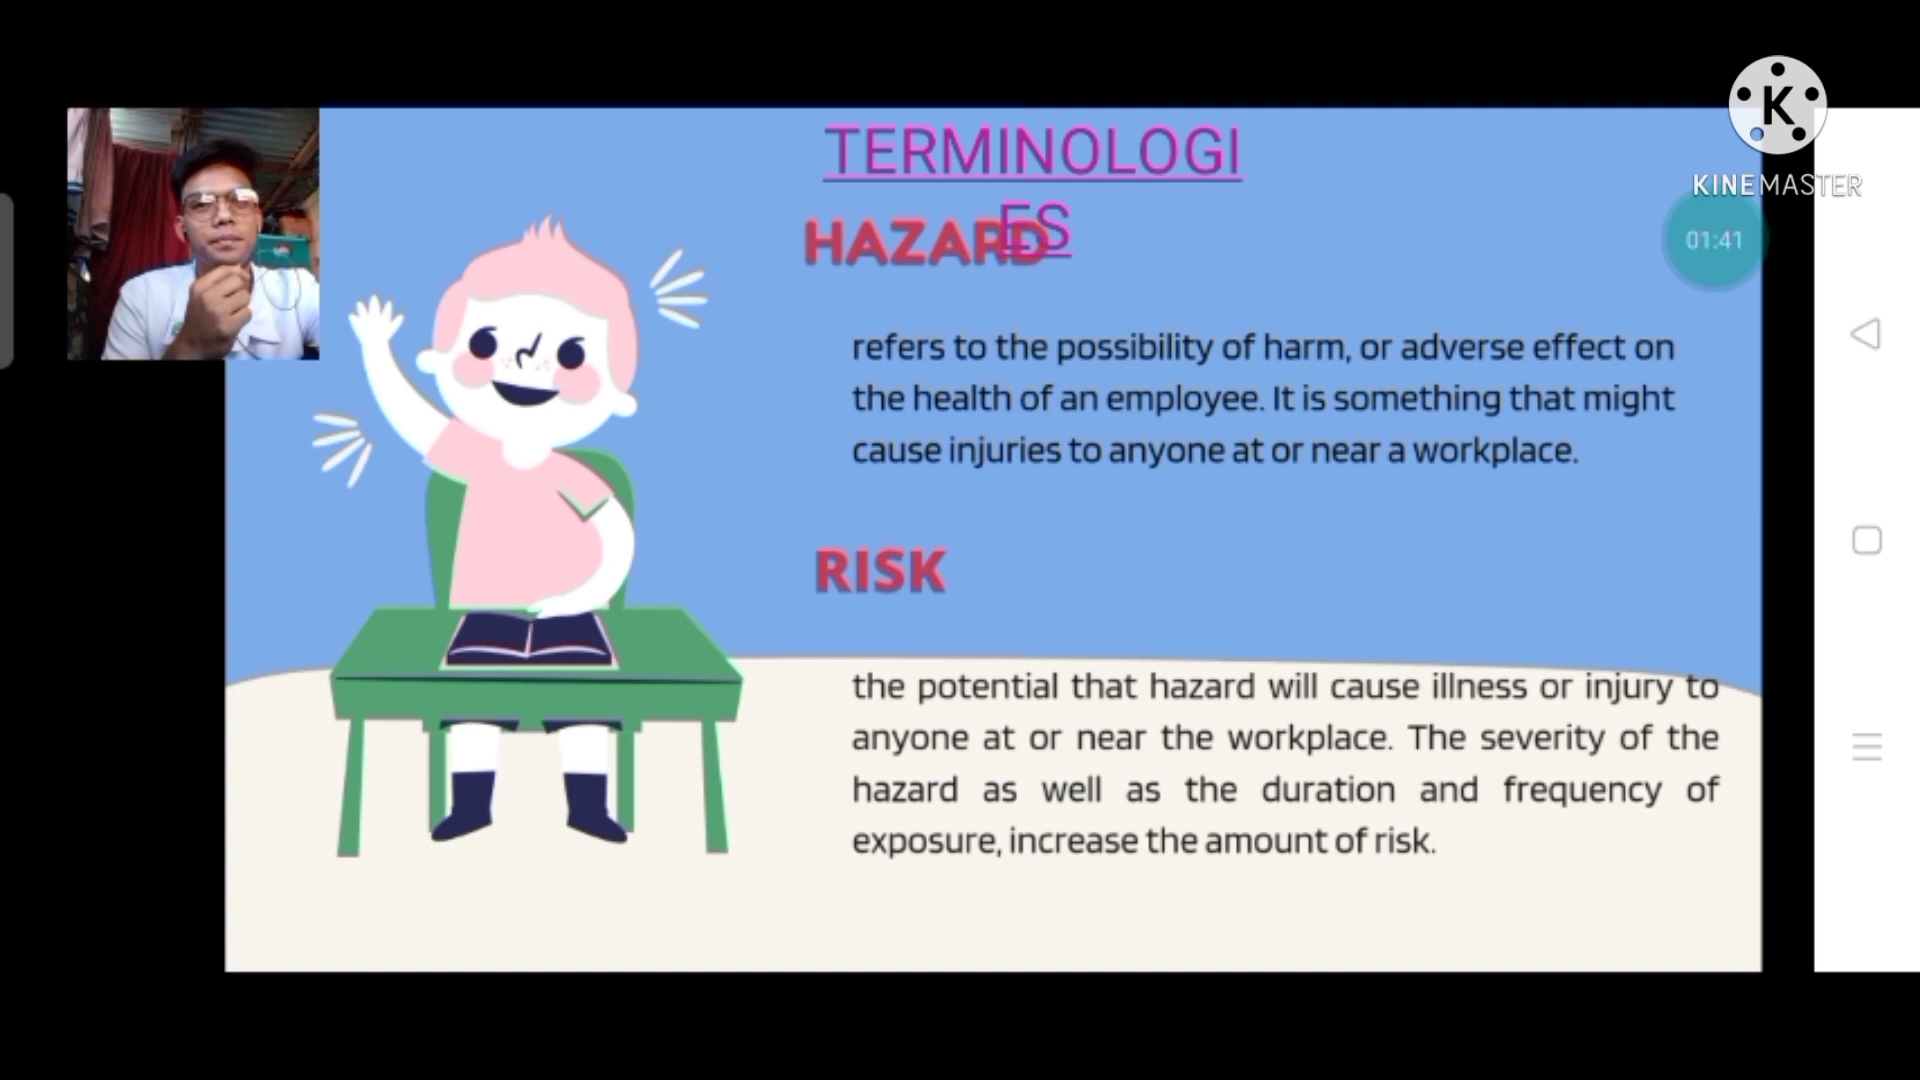 TERMINOLOGI
ES
HAZARD
refers to the possibility of harm, or adverse effect on
the health of an employee. It is something that might
cause injuries to anyone at or near a workplace.
RISK
the potential that hazard will cause illness or injury to
anyone at or near the workplace. The severity of the
hazard as well as the duration and frequency of
exposure, increase the amount of risk.
K
KINEMASTER
01:41